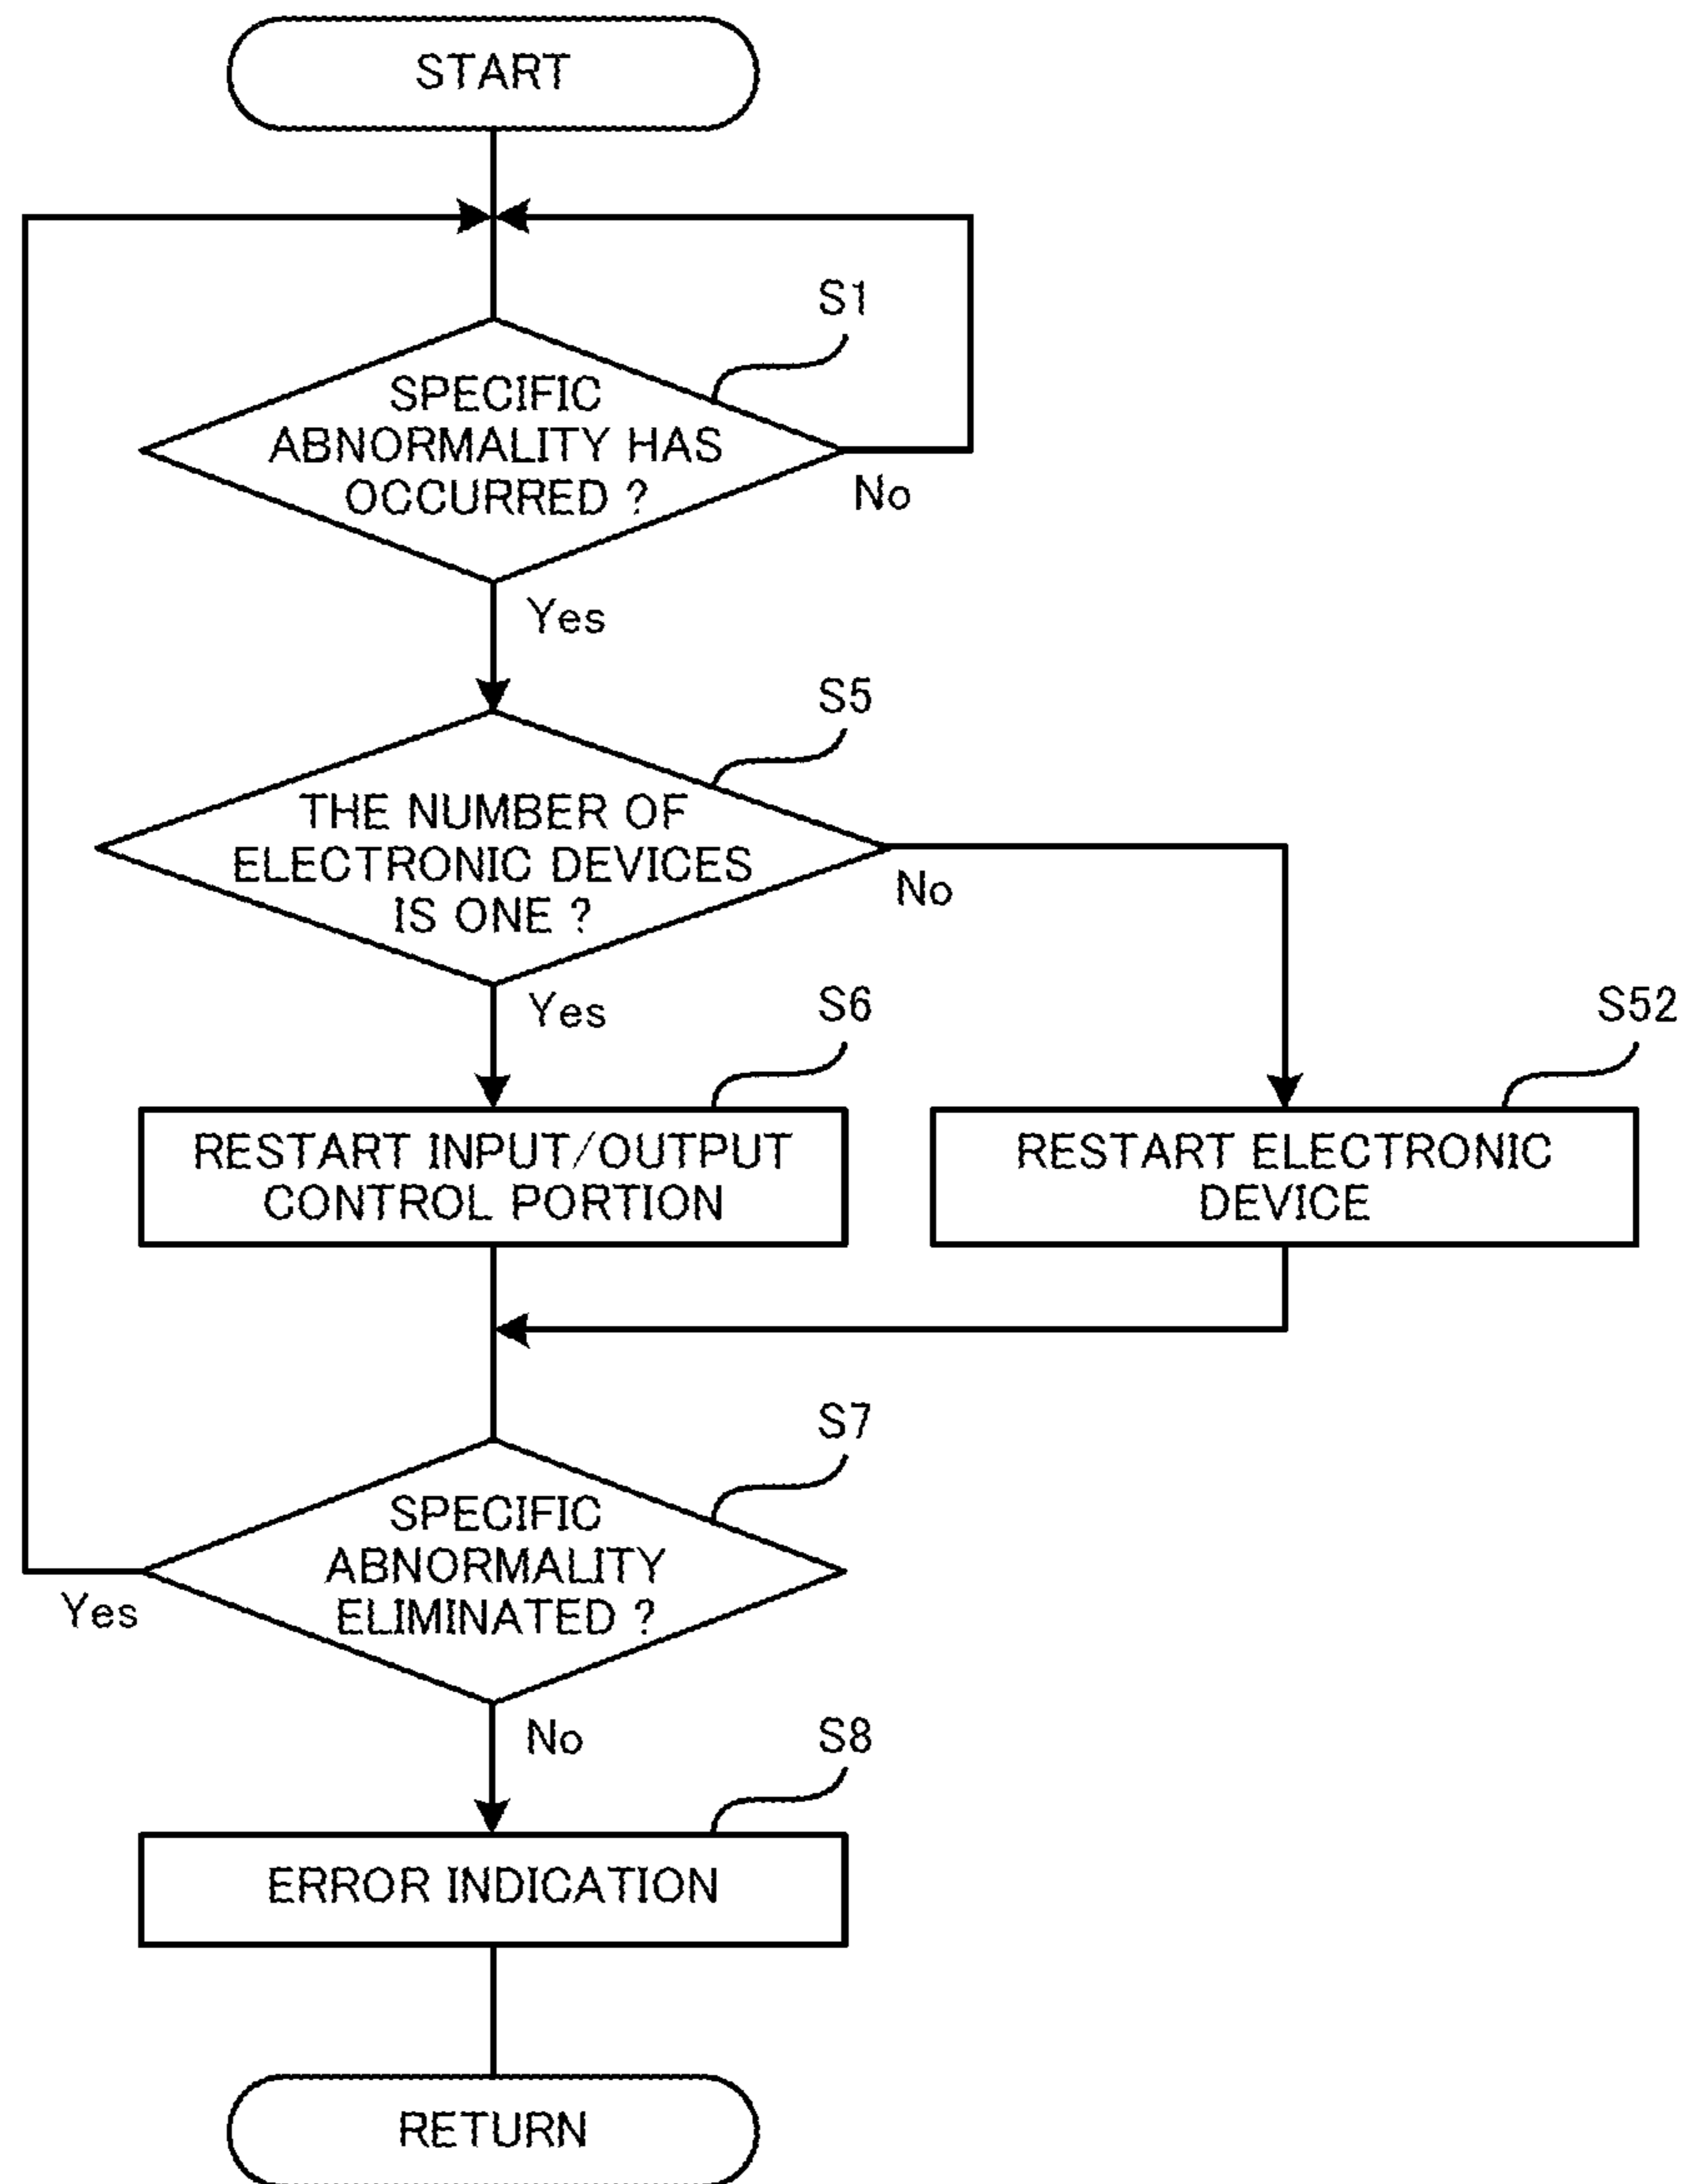 START
S1
SPECIFIC
ABNORMALITY HAS
OCCURRED ?
No
Yes
S5
THE NUMBER OF
ELECTRONIC DEVICES
IS ONE ?
No
Yes
S6
S52
RESTART INPUT/OUTPUT
CONTROL PORTION
RESTART ELECTRONIC
DEVICE
S7
SPECIFIC
ABNORMALITY
ELIMINATED ?
Yes
No
S8
ERROR INDICATION
RETURN